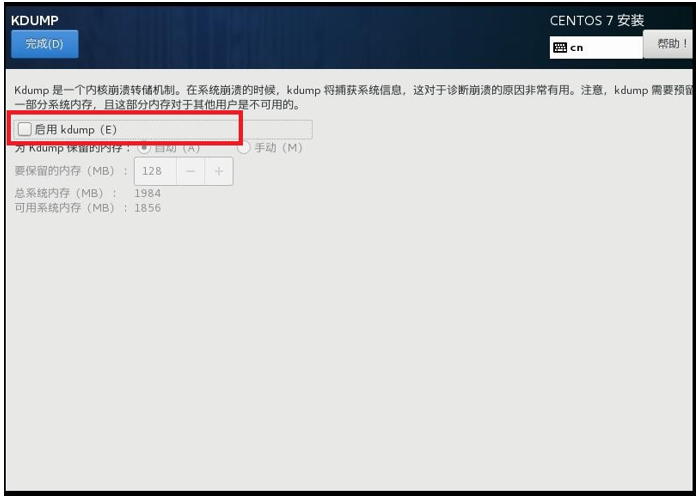 KDUMP
CENTOS 7 安装
完成(D)
cn
帮助！
Kdump 是一个内核崩溃转储机制。在系统崩溃的时候，kdump 将捕获系统信息，这对于诊断崩溃的原因非常有用。注意，kdump 需要预留
一部分系统内存，且这部分内存对于其他用户是不可用的。
启用 kdump（E）
为 Kdump 保留的内存： 自动（A） 手动（M）
要保留的内存（MB）： 128 − +
总系统内存（MB）： 1984
可用系统内存（MB）： 1856